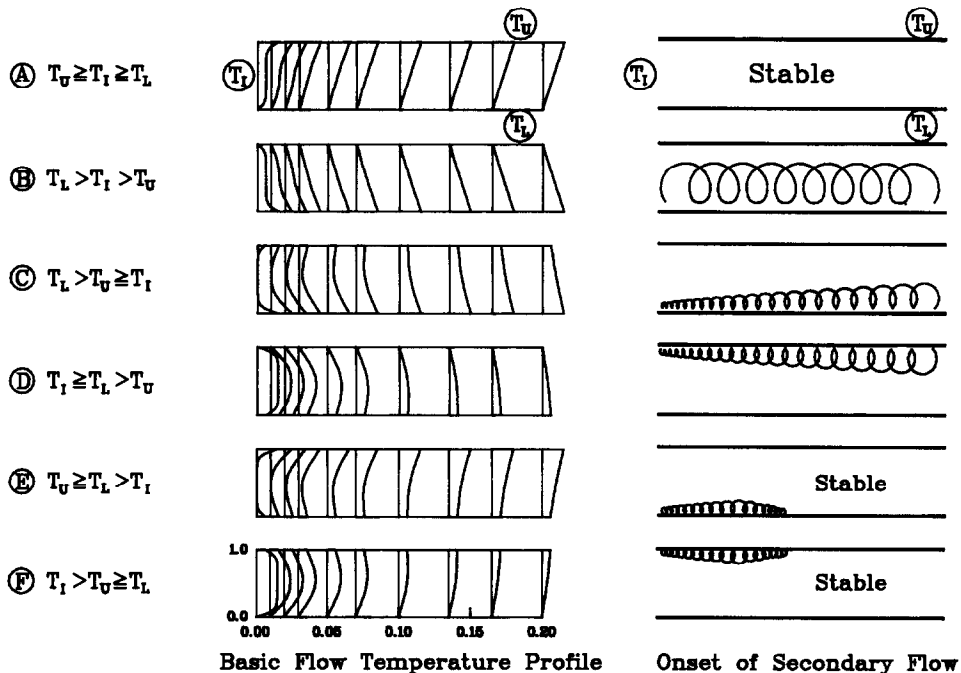 T_U T_U
Ⓐ T_U ≧ T_I ≧ T_L T_I T_I Stable
T_L T_L
Ⓑ T_L > T_I > T_U
Ⓒ T_L > T_U ≧ T_I
Ⓓ T_I ≧ T_L > T_U
Ⓔ T_U ≧ T_L > T_I Stable
1.0
Ⓕ T_I > T_U ≧ T_L Stable
0.0
0.00 0.05 0.10 0.15 0.20
Basic Flow Temperature Profile Onset of Secondary Flow